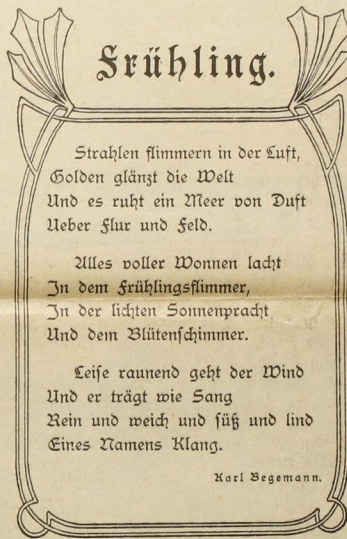 Frühling.
Strahlen flimmern in der Luft,
Golden glänzt die Welt
Und es ruht ein Meer von Duft
Ueber Flur und Feld.
Alles voller Wonnen lacht
In dem Frühlingsflimmer,
In der lichten Sonnenpracht
Und dem Blütenschimmer.
Leise raunend geht der Wind
Und er trägt wie Sang
Rein und weich und süß und lind
Eines Namens Klang.
Karl Begemann.